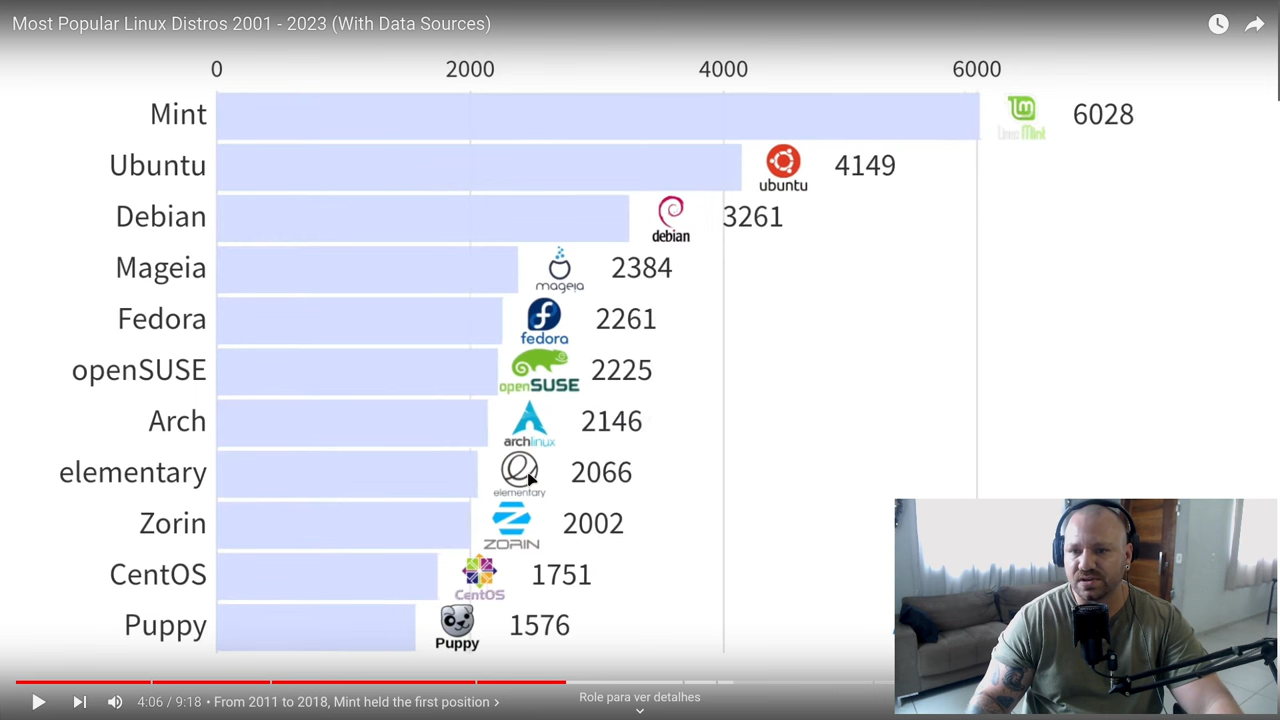 Most Popular Linux Distros 2001 - 2023 (With Data Sources)
0 2000 4000 6000
Mint Linux Mint 6028
Ubuntu ubuntu 4149
Debian debian 3261
Mageia mageia 2384
Fedora fedora 2261
openSUSE openSUSE 2225
Arch archlinux 2146
elementary elementary 2066
Zorin ZORIN 2002
CentOS CentOS 1751
Puppy Puppy 1576
4:06 / 9:18 • From 2011 to 2018, Mint held the first position >
Role para ver detalhes